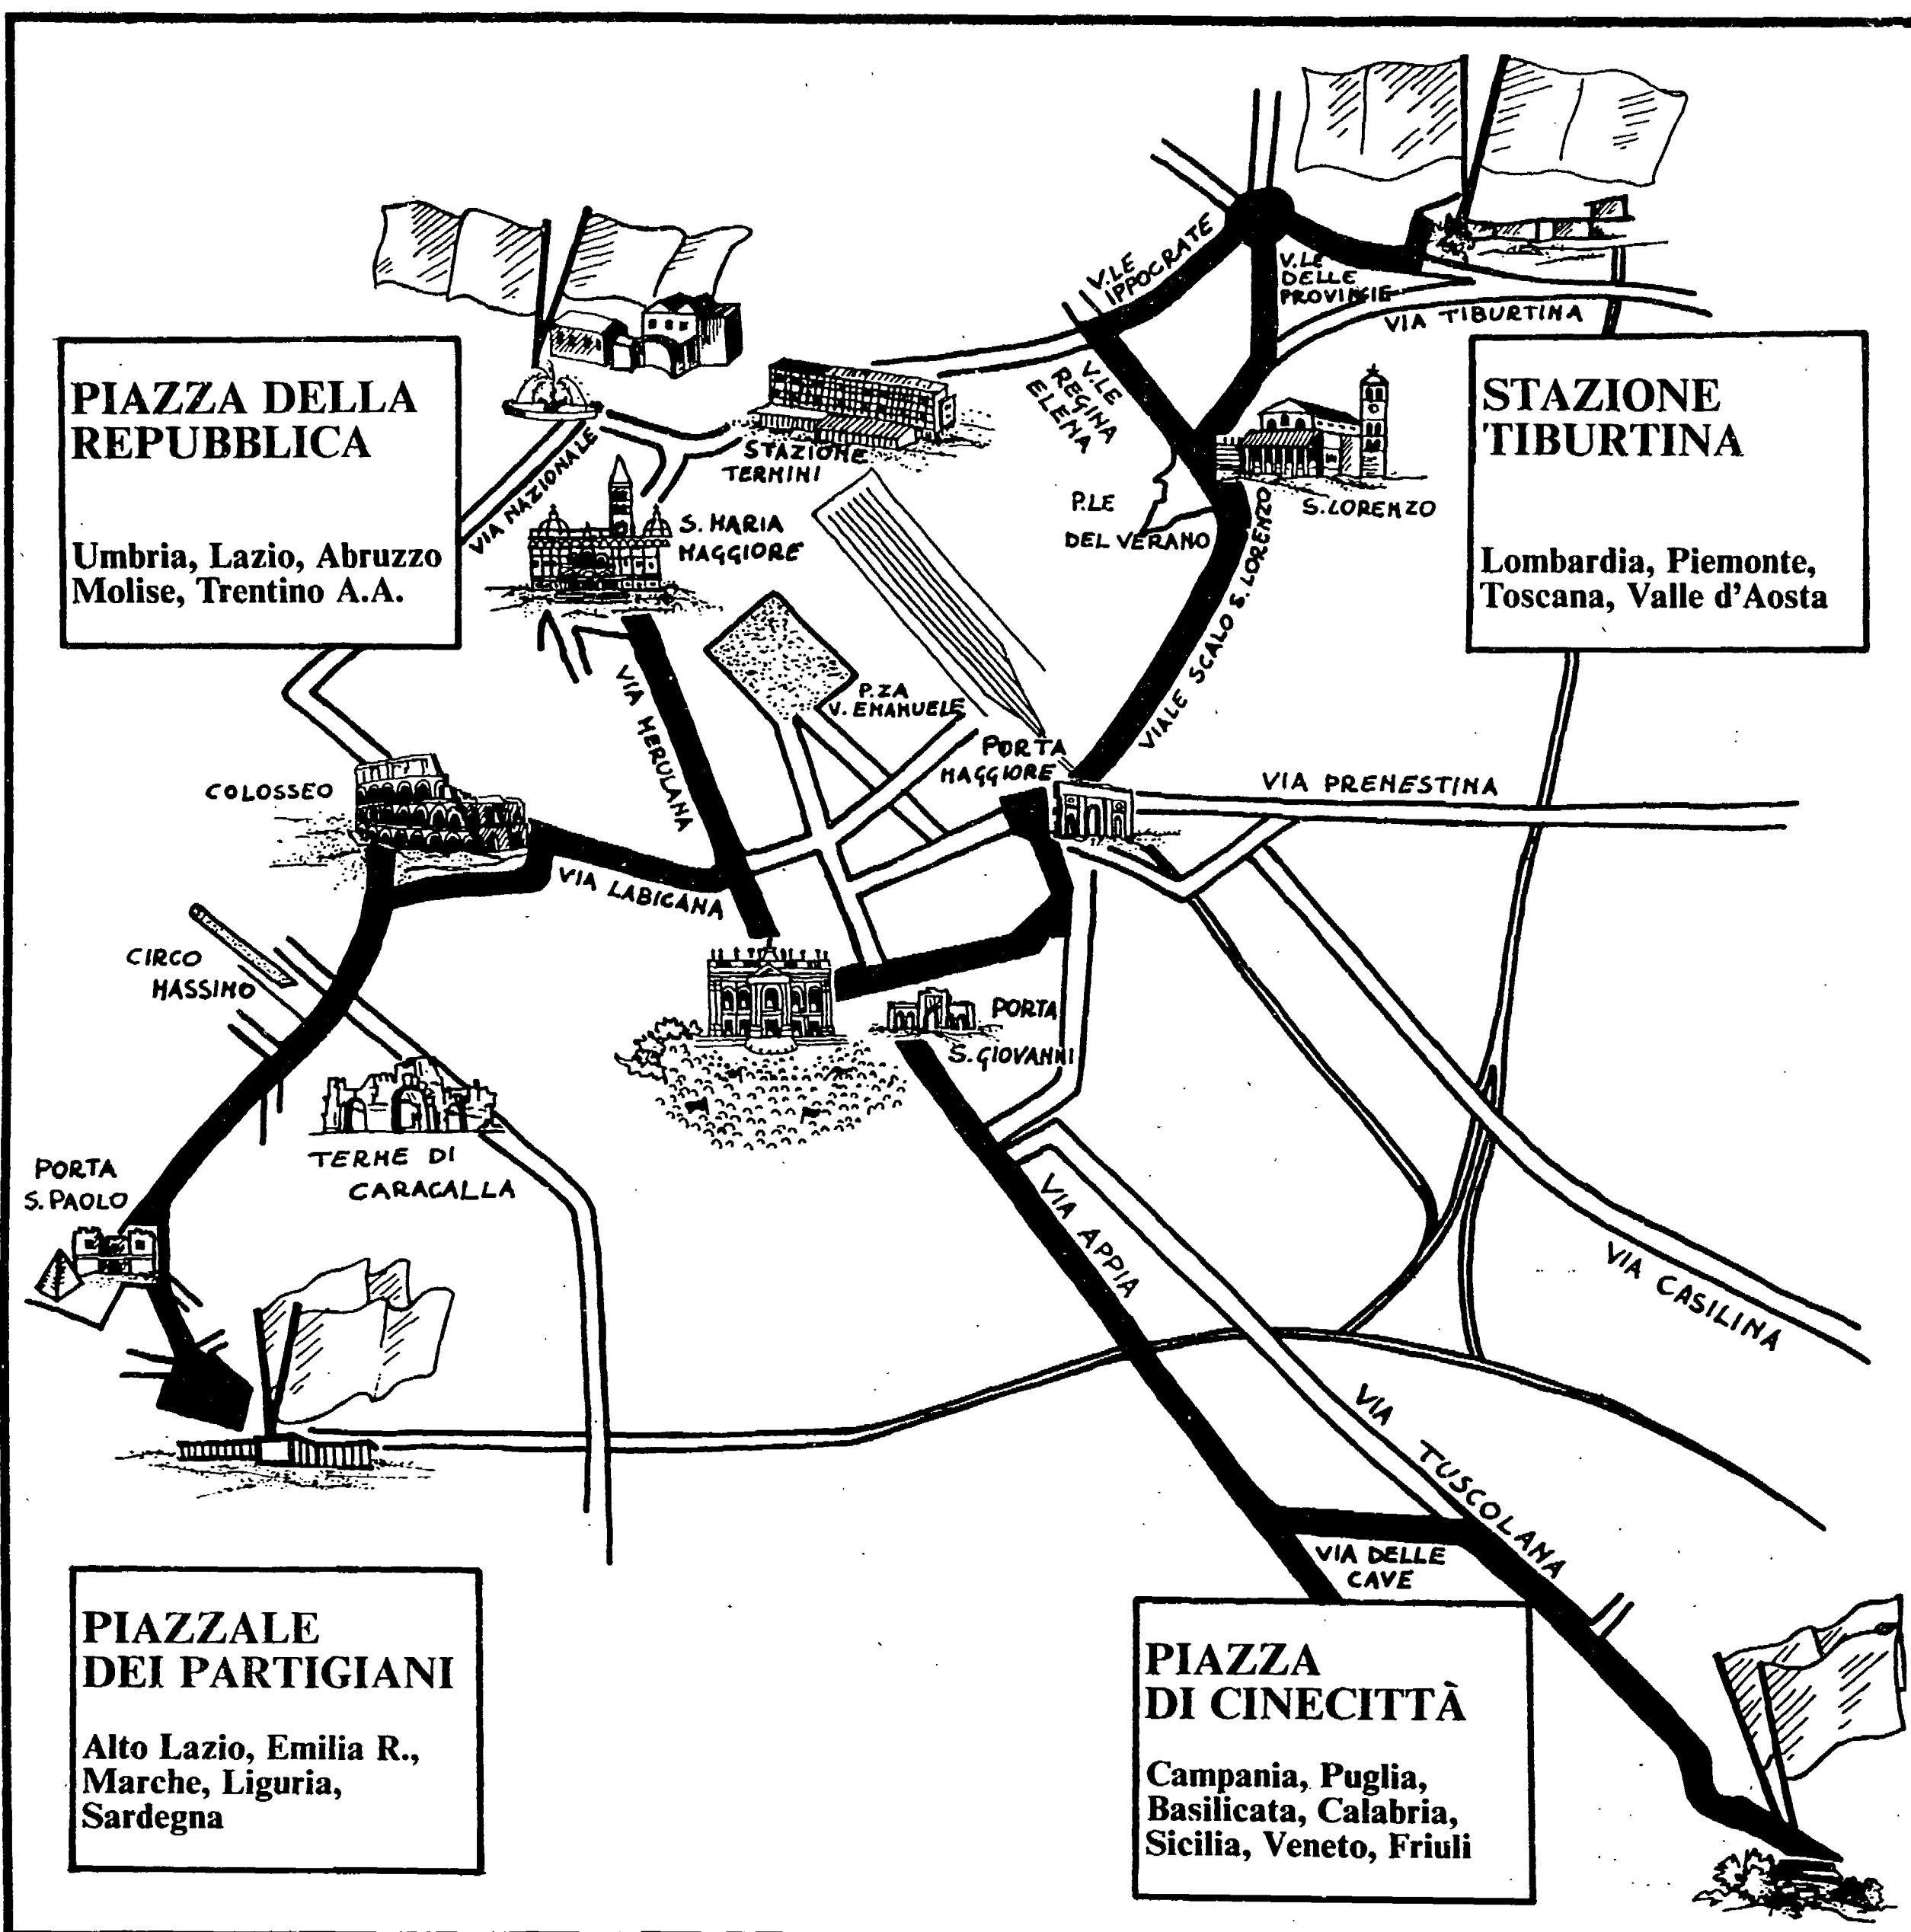 V.LE
IPPOCRATE
V.LE
DELLE
PROVINCIE
VIA TIBURTINA
PIAZZA DELLA
REPUBBLICA
Umbria, Lazio, Abruzzo
Molise, Trentino A.A.
STAZIONE
TIBURTINA
Lombardia, Piemonte,
Toscana, Valle d'Aosta
V.LE
REGINA
ELENA
VIA NAZIONALE
STAZIONE
TERMINI
S. MARIA
MAGGIORE
P.LE
DEL VERANO
S. LORENZO
VIALE SCALO S. LORENZO
VIA MERULANA
P.ZA
V. EMANUELE
PORTA
MAGGIORE
VIA PRENESTINA
COLOSSEO
VIA LABICANA
CIRCO
MASSIMO
PORTA
S. GIOVANNI
TERME DI
CARACALLA
PORTA
S. PAOLO
VIA APPIA
VIA CASILINA
VIA TUSCOLANA
VIA DELLE
CAVE
PIAZZALE
DEI PARTIGIANI
Alto Lazio, Emilia R.,
Marche, Liguria,
Sardegna
PIAZZA
DI CINECITTÀ
Campania, Puglia,
Basilicata, Calabria,
Sicilia, Veneto, Friuli